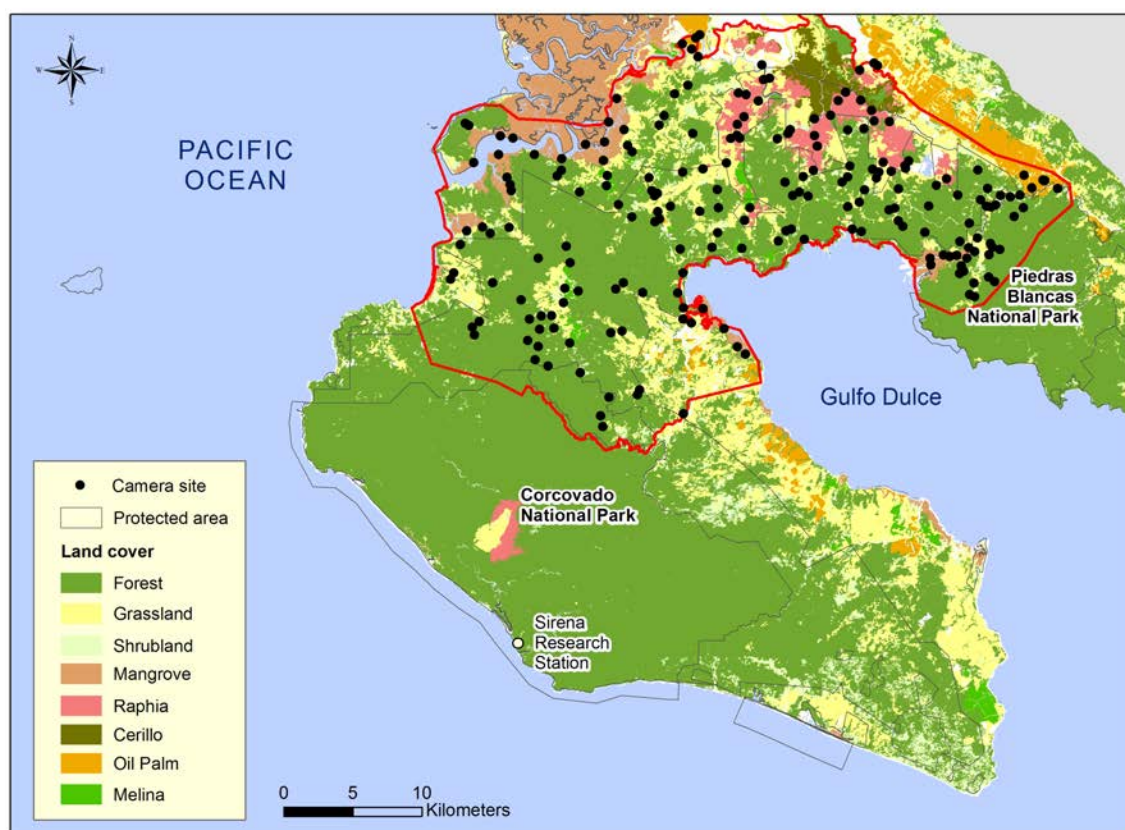 N
W
E
S
PACIFIC
OCEAN
Piedras
Blancas
National Park
Gulfo Dulce
Corcovado
National Park
Sirena
Research
Station
Camera site
Protected area
Land cover
Forest
Grassland
Shrubland
Mangrove
Raphia
Cerillo
Oil Palm
Melina
0 5 10
Kilometers